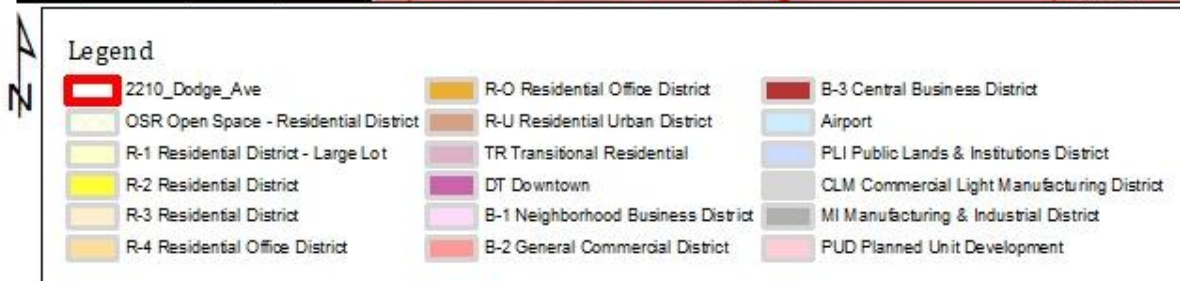 Legend
N
2210_Dodge_Ave
OSR Open Space - Residential District
R-1 Residential District - Large Lot
R-2 Residential District
R-3 Residential District
R-4 Residential Office District
R-O Residential Office District
R-U Residential Urban District
TR Transitional Residential
DT Downtown
B-1 Neighborhood Business District
B-2 General Commercial District
B-3 Central Business District
Airport
PLI Public Lands & Institutions District
CLM Commercial Light Manufacturing District
MI Manufacturing & Industrial District
PUD Planned Unit Development